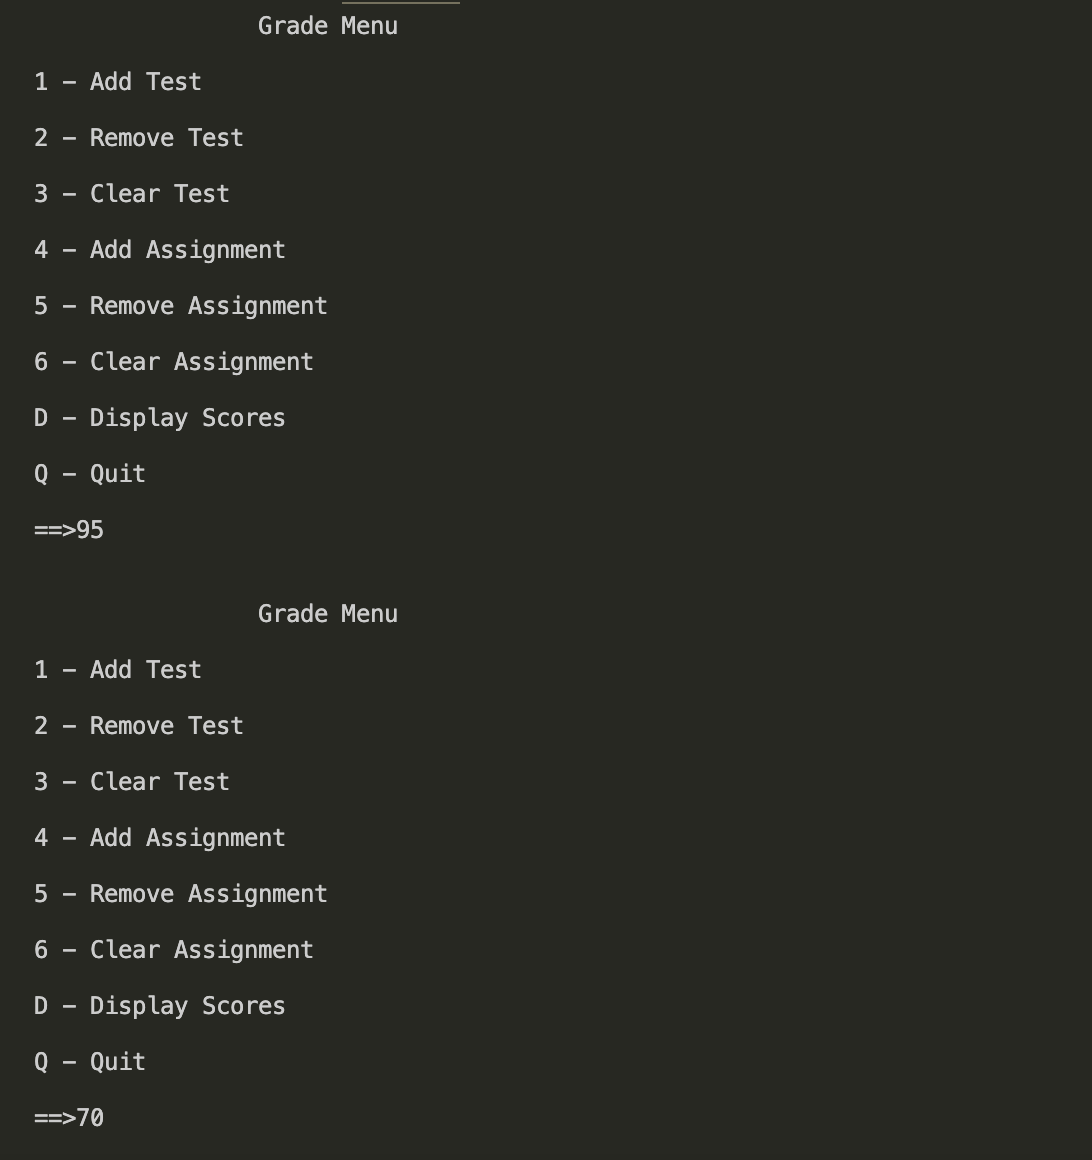 Grade Menu
1 – Add Test
2 – Remove Test
3 – Clear Test
4 – Add Assignment
5 – Remove Assignment
6 – Clear Assignment
D – Display Scores
Q – Quit
==>95
Grade Menu
1 – Add Test
2 – Remove Test
3 – Clear Test
4 – Add Assignment
5 – Remove Assignment
6 – Clear Assignment
D – Display Scores
Q – Quit
==>70